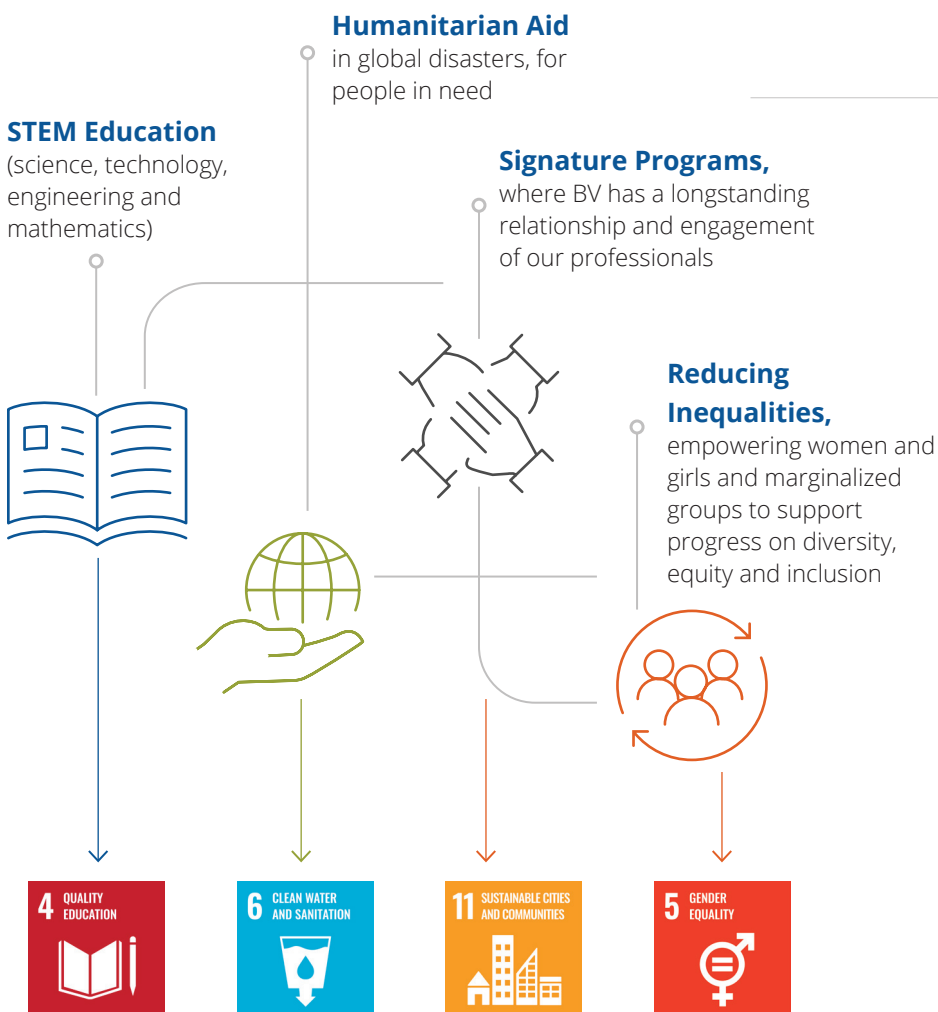 Humanitarian Aid
in global disasters, for
people in need
STEM Education
(science, technology,
engineering and
mathematics)
Signature Programs,
where BV has a longstanding
relationship and engagement
of our professionals
Reducing
Inequalities,
empowering women and
girls and marginalized
groups to support
progress on diversity,
equity and inclusion
4 QUALITY
EDUCATION
6 CLEAN WATER
AND SANITATION
11 SUSTAINABLE CITIES
AND COMMUNITIES
5 GENDER
EQUALITY